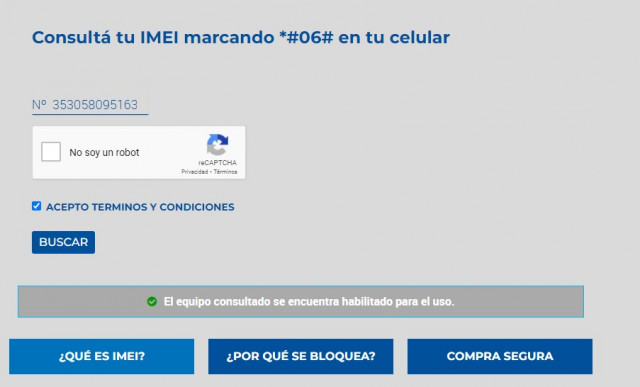 Consultá tu IMEI marcando *#06# en tu celular
Nº 353058095163
No soy un robot
reCAPTCHA
Privacidad - Términos
ACEPTO TERMINOS Y CONDICIONES
BUSCAR
El equipo consultado se encuentra habilitado para el uso.
¿QUÉ ES IMEI? ¿POR QUÉ SE BLOQUEA? COMPRA SEGURA